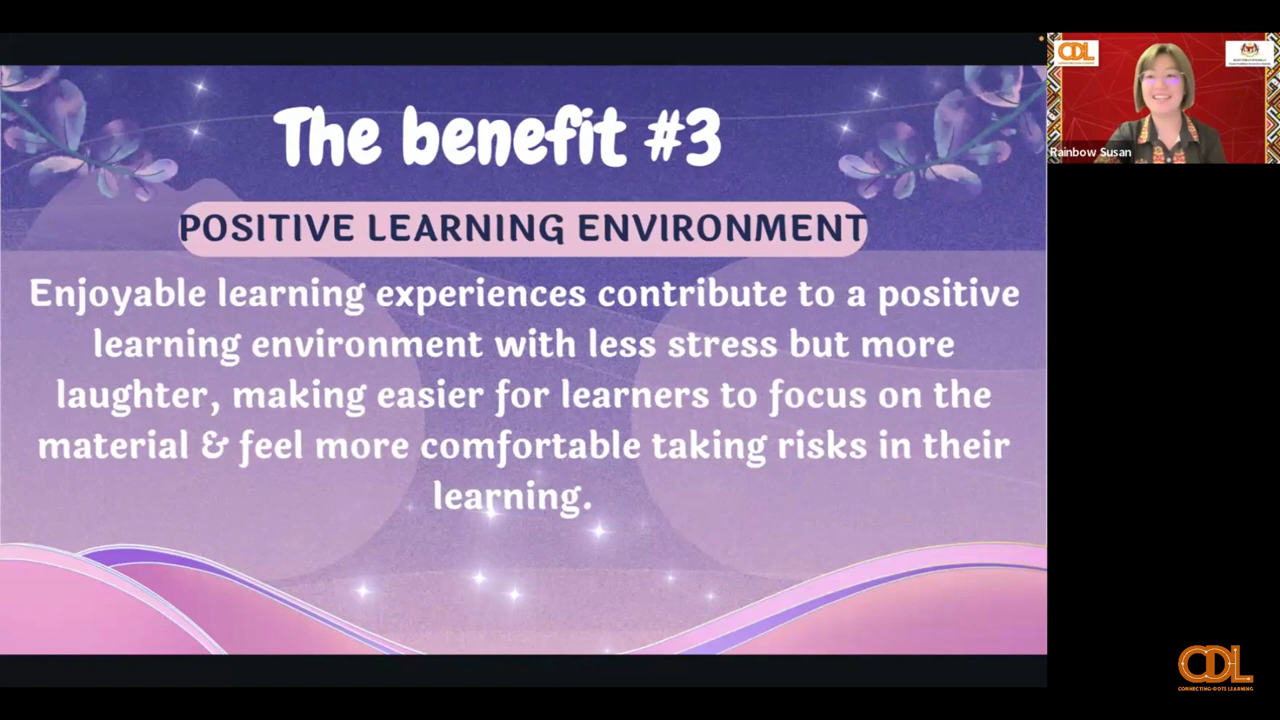 The benefit #3
POSITIVE LEARNING ENVIRONMENT
Enjoyable learning experiences contribute to a positive
learning environment with less stress but more
laughter, making easier for learners to focus on the
material & feel more comfortable taking risks in their
learning.
CDL
Rainbow Susan
CDL
CONNECTING-DOTS LEARNING